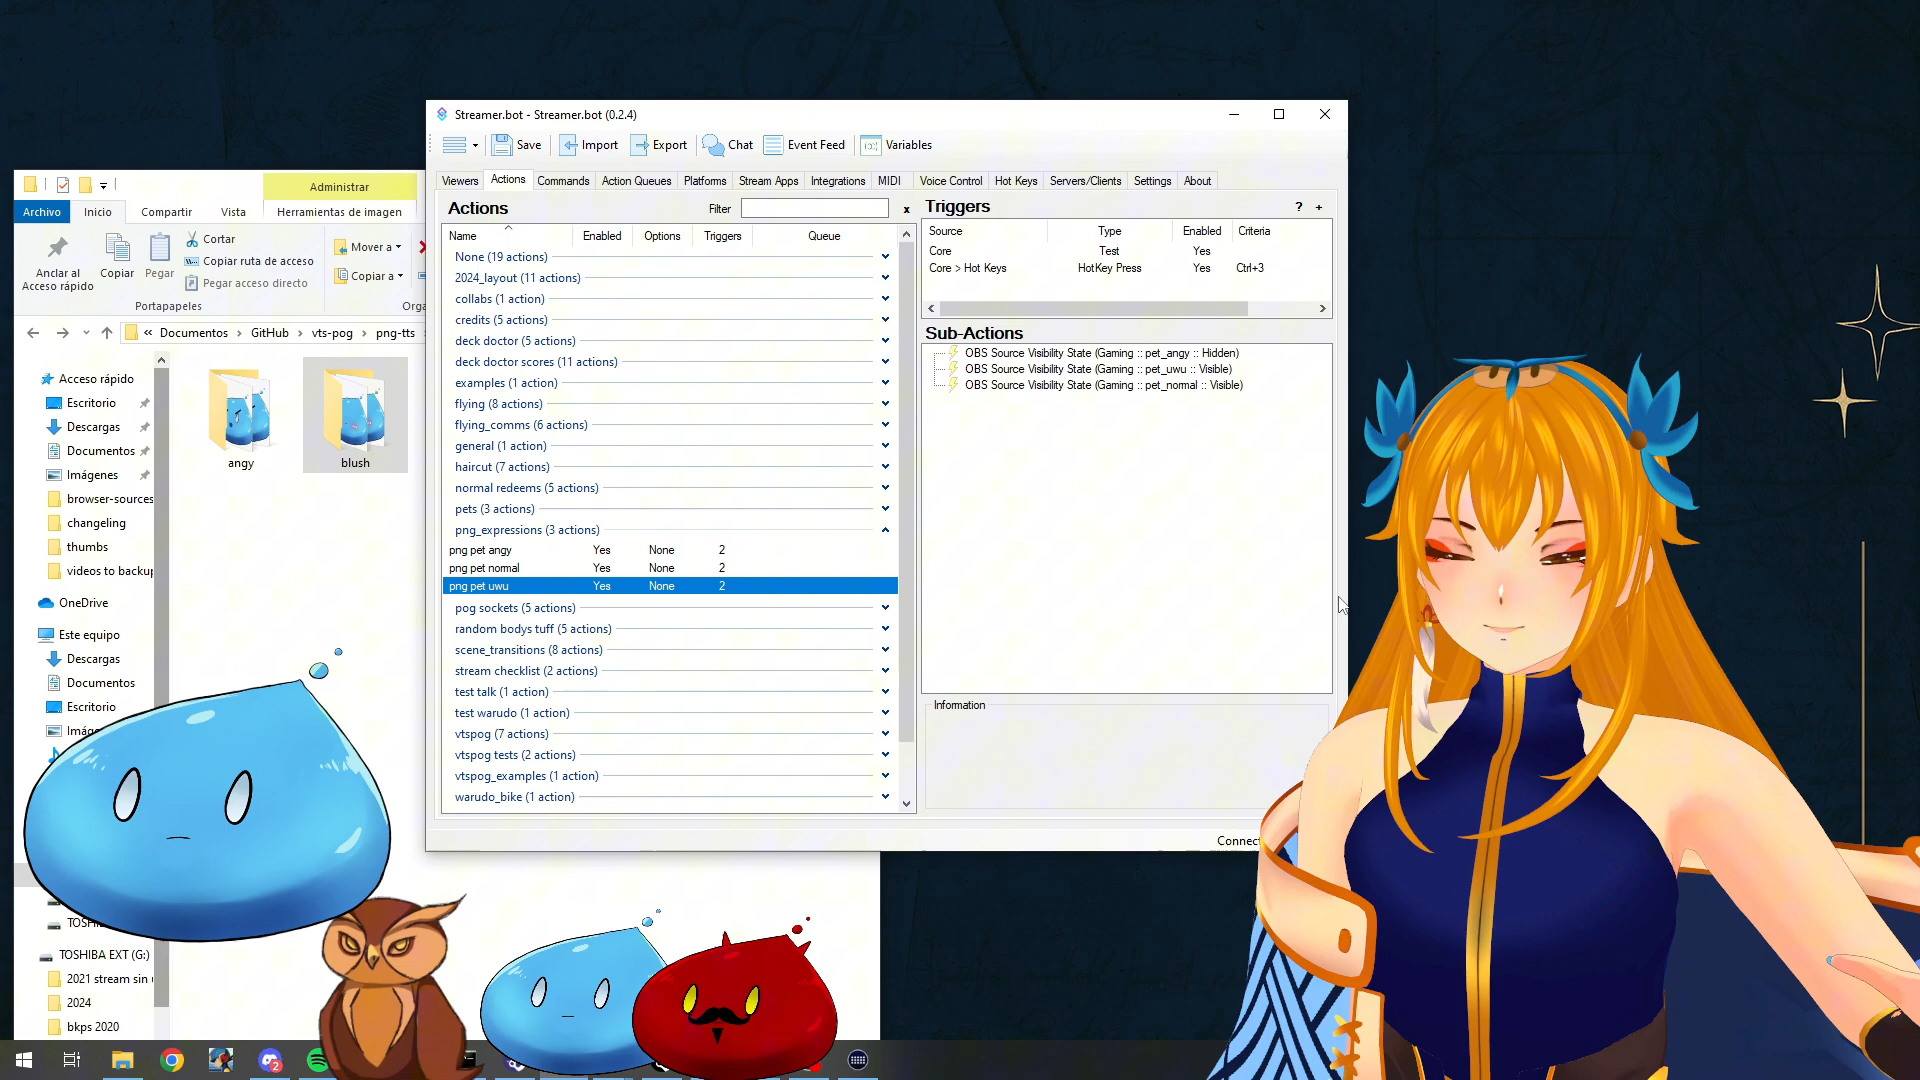 Streamer.bot - Streamer.bot (0.2.4)
Save
Import
Export
Chat
Event Feed
Variables
Viewers
Actions
Commands
Action Queues
Platforms
Stream Apps
Integrations
MIDI
Voice Control
Hot Keys
Servers/Clients
Settings
About
Actions
Filter
x
Name Enabled Options Triggers Queue
None (19 actions)
2024_layout (11 actions)
collabs (1 action)
credits (5 actions)
deck doctor (5 actions)
deck doctor scores (11 actions)
examples (1 action)
flying (8 actions)
flying_comms (6 actions)
general (1 action)
haircut (7 actions)
normal redeems (5 actions)
pets (3 actions)
png_expressions (3 actions)
png pet angy Yes None 2
png pet normal Yes None 2
png pet uwu Yes None 2
pog sockets (5 actions)
random bodys tuff (5 actions)
scene_transitions (8 actions)
stream checklist (2 actions)
test talk (1 action)
test warudo (1 action)
vtspog (7 actions)
vtspog tests (2 actions)
vtspog_examples (1 action)
warudo_bike (1 action)
Triggers
? +
Source Type Enabled Criteria
Core Test Yes
Core > Hot Keys HotKey Press Yes Ctrl+3
Sub-Actions
OBS Source Visibility State (Gaming :: pet_angy :: Hidden)
OBS Source Visibility State (Gaming :: pet_uwu :: Visible)
OBS Source Visibility State (Gaming :: pet_normal :: Visible)
Information
Administrar
Archivo
Inicio
Compartir
Vista
Herramientas de imagen
Anclar al
Acceso rápido
Copiar
Pegar
Cortar
Copiar ruta de acceso
Pegar acceso directo
Portapapeles
Mover a
Copiar a
« Documentos > GitHub > vts-pog > png-tts
Acceso rápido
Escritorio
Descargas
Documentos
Imágenes
browser-sources
changeling
thumbs
videos to
OneDrive
Este equipo
Descargas
Documentos
Escritorio
TOSHIBA EXT (G:)
2021 stream sin
2024
bkps 2020
angy
blush
2